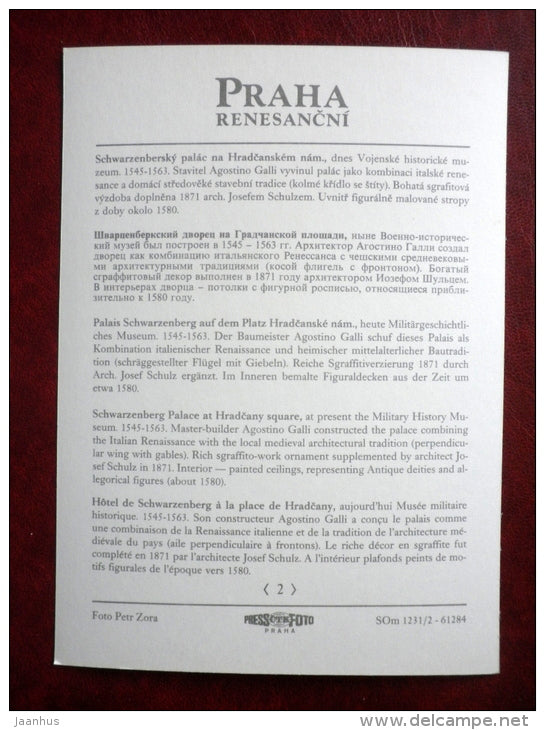 PRAHA
RENESANČNÍ
Schwarzenberský palác na Hradčanském nám., dnes Vojenské historické mu-
zeum. 1545-1563. Stavitel Agostino Galli vyvinul palác jako kombinaci italské rene-
sance a domácí středověké stavební tradice (kolmé křídlo se štíty). Bohatá sgrafitová
výzdoba doplněna 1871 arch. Josefem Schulzem. Uvnitř figurálně malované stropy
z doby okolo 1580.
Шварценберкский дворец на Градчанской площади, ныне Военно-историчес-
кий музей был построен в 1545 – 1563 гг. Архитектор Агостино Галли создал
дворец как комбинацию итальянского Ренессанса с чешскими средневековы-
ми архитектурными традициями (косой флигель с фронтоном). Богатый
сграффитовый декор выполнен в 1871 году архитектором Иозефом Шульцем.
В интерьерах дворца – потолки с фигурной росписью, относящиеся прибли-
зительно к 1580 году.
Palais Schwarzenberg auf dem Platz Hradčanské nám., heute Militärgeschichtli-
ches Museum. 1545-1563. Der Baumeister Agostino Galli schuf dieses Palais als
Kombination italienischer Renaissance und heimischer mittelalterlicher Bautradi-
tion (schräggestellter Flügel mit Giebeln). Reiche Sgraffitiverzierung 1871 durch
Arch. Josef Schulz ergänzt. Im Inneren bemalte Figuraldecken aus der Zeit um
etwa 1580.
Schwarzenberg Palace at Hradčany square, at present the Military History Mu-
seum. 1545-1563. Master-builder Agostino Galli constructed the palace combining
the Italian Renaissance with the local medieval architectural tradition (perpendicu-
lar wing with gables). Rich sgraffito-work ornament supplemented by architect Jo-
sef Schulz in 1871. Interior — painted ceilings, representing Antique deities and al-
legorical figures (about 1580).
Hôtel de Schwarzenberg à la place de Hradčany, aujourd'hui Musée militaire
historique. 1545-1563. Son constructeur Agostino Galli a conçu le palais comme
une combinaison de la Renaissance italienne et de la tradition de l'architecture mé-
diévale du pays (aile perpendiculaire à frontons). Le riche décor en sgraffite fut
complété en 1871 par l'architecte Josef Schulz. A l'intérieur plafonds peints de mo-
tifs figurales de l'époque vers 1580.
〈 2 〉
Foto Petr Zora
PRESS ČTK FOTO
PRAHA
SOm 1231/2 - 61284
Jaanhus
delcampe.net